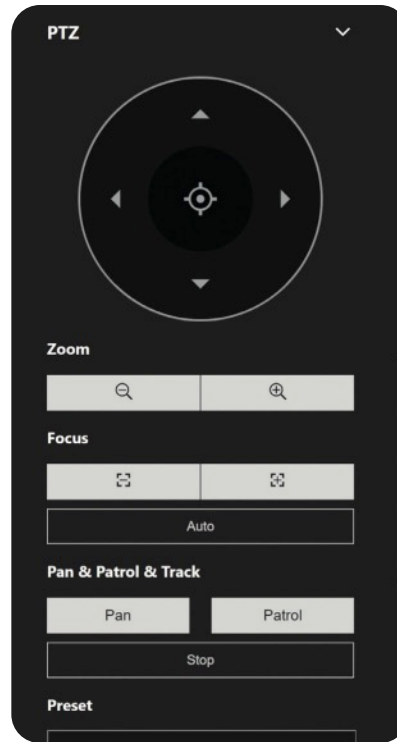 PTZ
Zoom
Focus
Auto
Pan & Patrol & Track
Pan Patrol
Stop
Preset